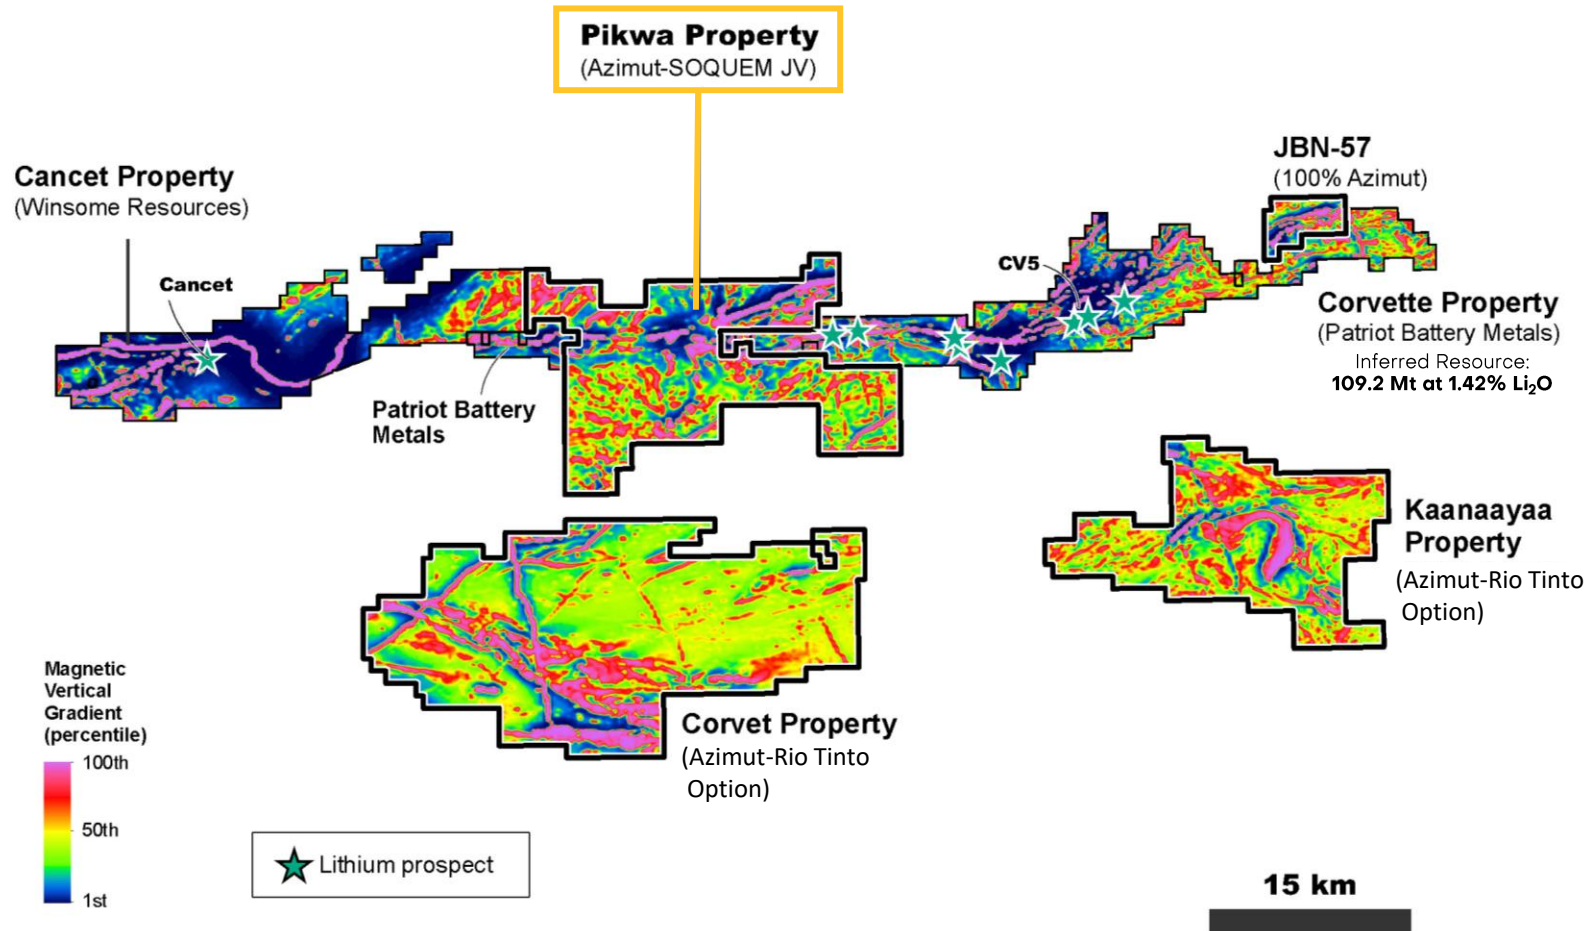 Pikwa Property
(Azimut-SOQUEM JV)
JBN-57
(100% Azimut)
Cancet Property
(Winsome Resources)
Cancet
CV5
Corvette Property
(Patriot Battery Metals)
Inferred Resource:
109.2 Mt at 1.42% Li₂O
Patriot Battery
Metals
Kaanaayaa
Property
(Azimut-Rio Tinto
Option)
Corvet Property
(Azimut-Rio Tinto
Option)
Magnetic
Vertical
Gradient
(percentile)
100th
50th
1st
Lithium prospect
15 km